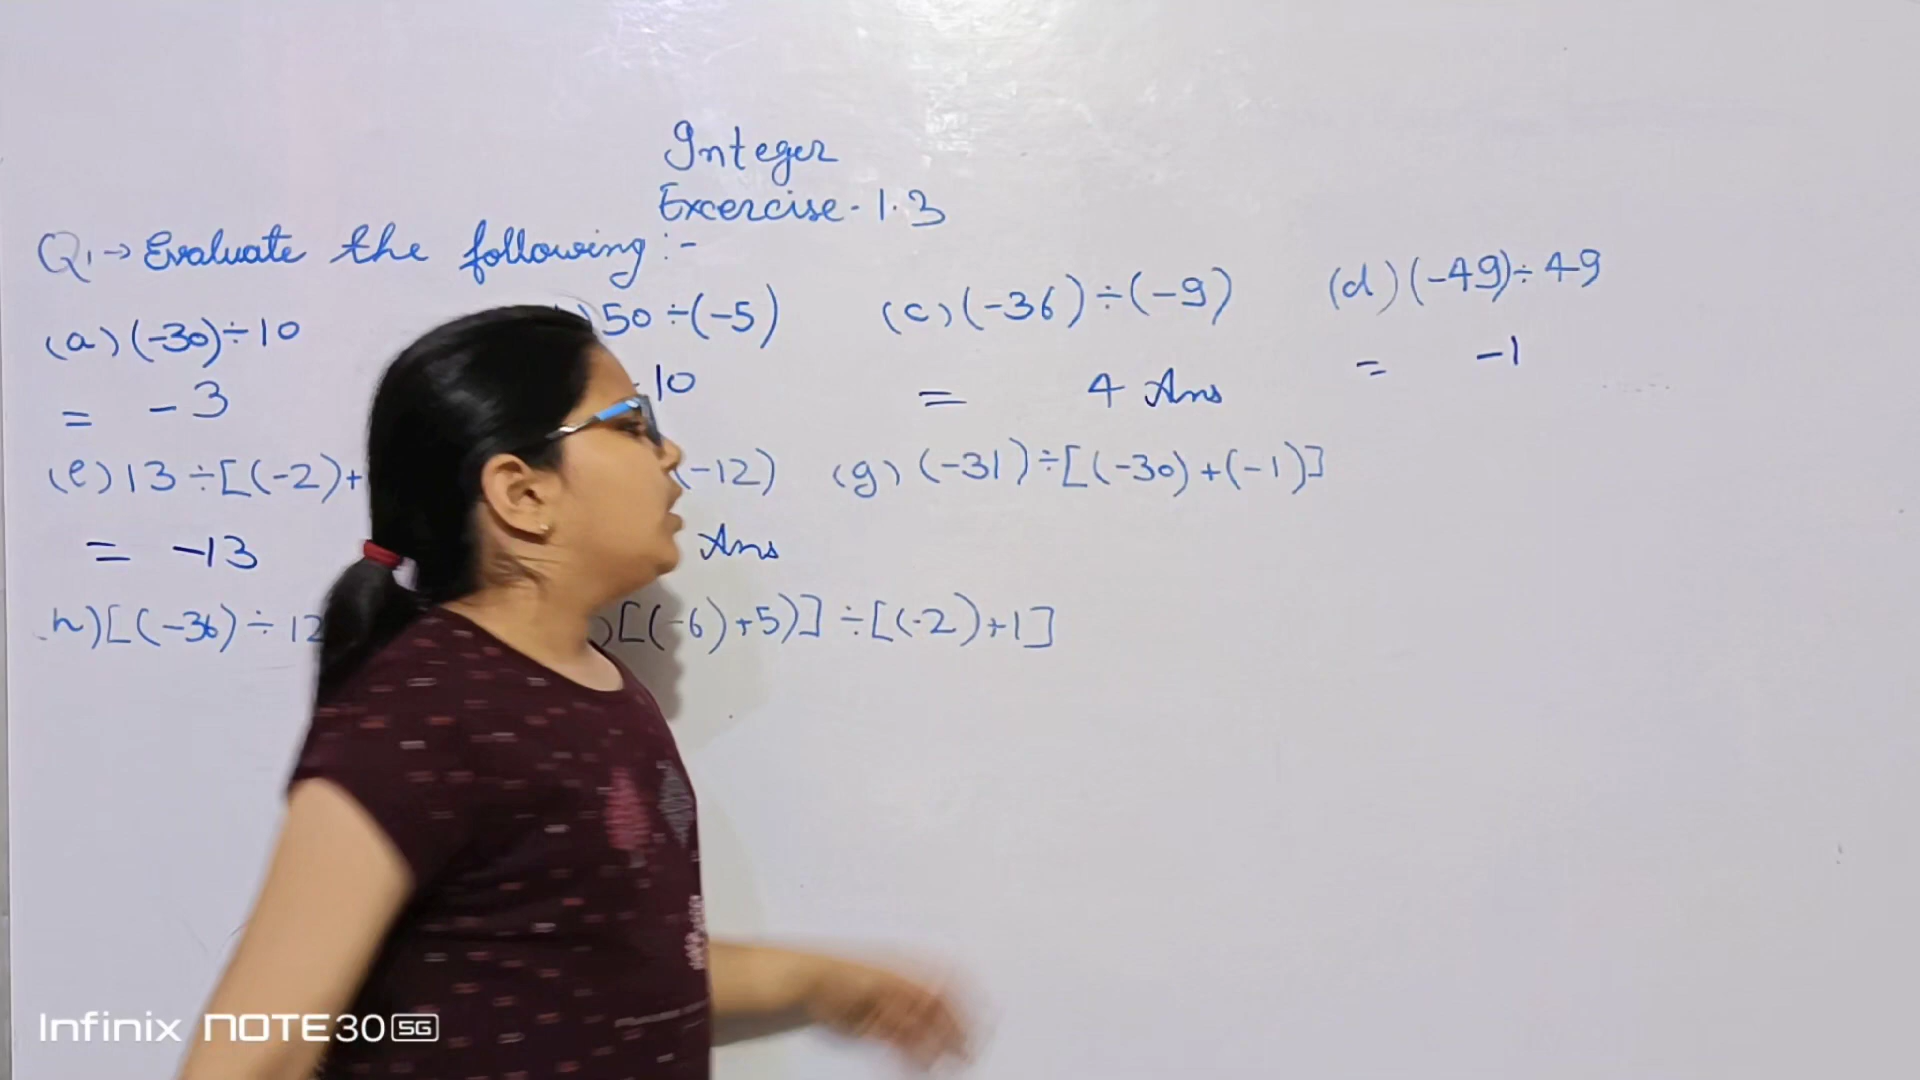 Integer
Excercise - 1.3
Q1 → Evaluate the following :-
(a) (-30) ÷ 10 ) 50 ÷ (-5) (c) (-36) ÷ (-9) (d) (-49) ÷ 49
= -3 -10 = 4 Ans = -1
(e) 13 ÷ [(-2)+ (-12) (g) (-31) ÷ [(-30) + (-1)]
= -13 Ans
h) [(-36) ÷ 12 ) [(-6)+5)] ÷ [(-2)+1]
Infinix NOTE 30 5G